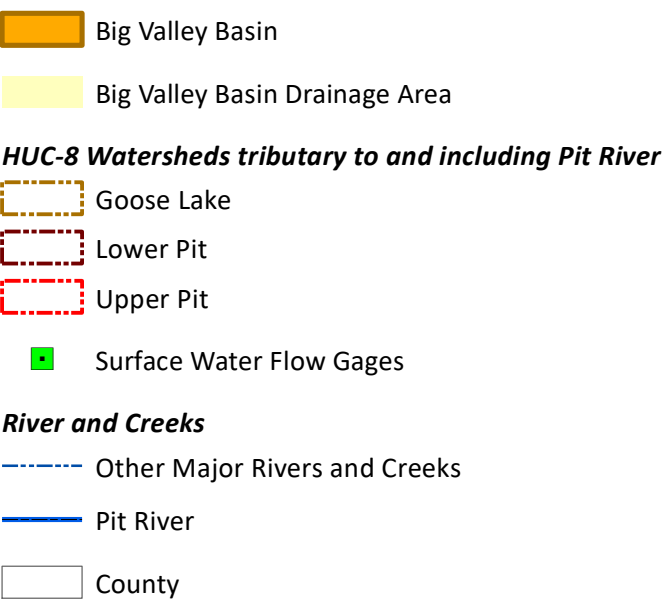 Big Valley Basin
Big Valley Basin Drainage Area
HUC-8 Watersheds tributary to and including Pit River
Goose Lake
Lower Pit
Upper Pit
Surface Water Flow Gages
River and Creeks
Other Major Rivers and Creeks
Pit River
County